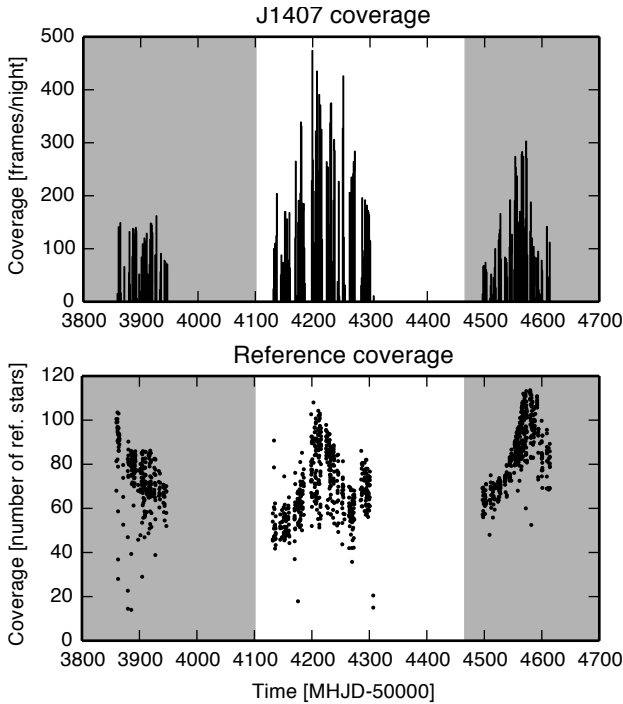 J1407 coverage
500
400
300
200
100
0
Coverage [frames/night]
3800 3900 4000 4100 4200 4300 4400 4500 4600 4700
Reference coverage
120
100
80
60
40
20
0
Coverage [number of ref. stars]
3800 3900 4000 4100 4200 4300 4400 4500 4600 4700
Time [MHJD-50000]